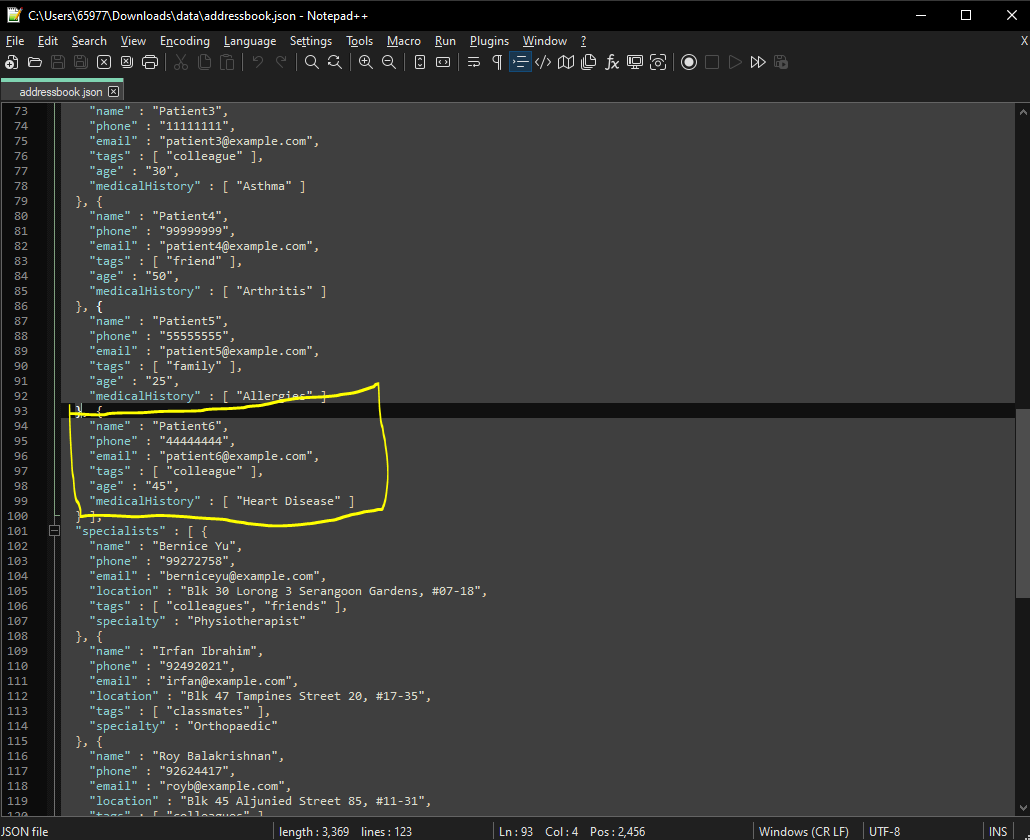 C:\Users\65977\Downloads\data\addressbook.json - Notepad++
File Edit Search View Encoding Language Settings Tools Macro Run Plugins Window ? X
addressbook.json
73 "name" : "Patient3",
74 "phone" : "11111111",
75 "email" : "patient3@example.com",
76 "tags" : [ "colleague" ],
77 "age" : "30",
78 "medicalHistory" : [ "Asthma" ]
79 }, {
80 "name" : "Patient4",
81 "phone" : "99999999",
82 "email" : "patient4@example.com",
83 "tags" : [ "friend" ],
84 "age" : "50",
85 "medicalHistory" : [ "Arthritis" ]
86 }, {
87 "name" : "Patient5",
88 "phone" : "55555555",
89 "email" : "patient5@example.com",
90 "tags" : [ "family" ],
91 "age" : "25",
92 "medicalHistory" : [ "Allergies" ]
93 }, {
94 "name" : "Patient6",
95 "phone" : "44444444",
96 "email" : "patient6@example.com",
97 "tags" : [ "colleague" ],
98 "age" : "45",
99 "medicalHistory" : [ "Heart Disease" ]
100 } ],
101 "specialists" : [ {
102 "name" : "Bernice Yu",
103 "phone" : "99272758",
104 "email" : "berniceyu@example.com",
105 "location" : "Blk 30 Lorong 3 Serangoon Gardens, #07-18",
106 "tags" : [ "colleagues", "friends" ],
107 "specialty" : "Physiotherapist"
108 }, {
109 "name" : "Irfan Ibrahim",
110 "phone" : "92492021",
111 "email" : "irfan@example.com",
112 "location" : "Blk 47 Tampines Street 20, #17-35",
113 "tags" : [ "classmates" ],
114 "specialty" : "Orthopaedic"
115 }, {
116 "name" : "Roy Balakrishnan",
117 "phone" : "92624417",
118 "email" : "royb@example.com",
119 "location" : "Blk 45 Aljunied Street 85, #11-31",
120 "tags" : [ "colleagues" ],
JSON file length : 3,369 lines : 123 Ln : 93 Col : 4 Pos : 2,456 Windows (CR LF) UTF-8 INS